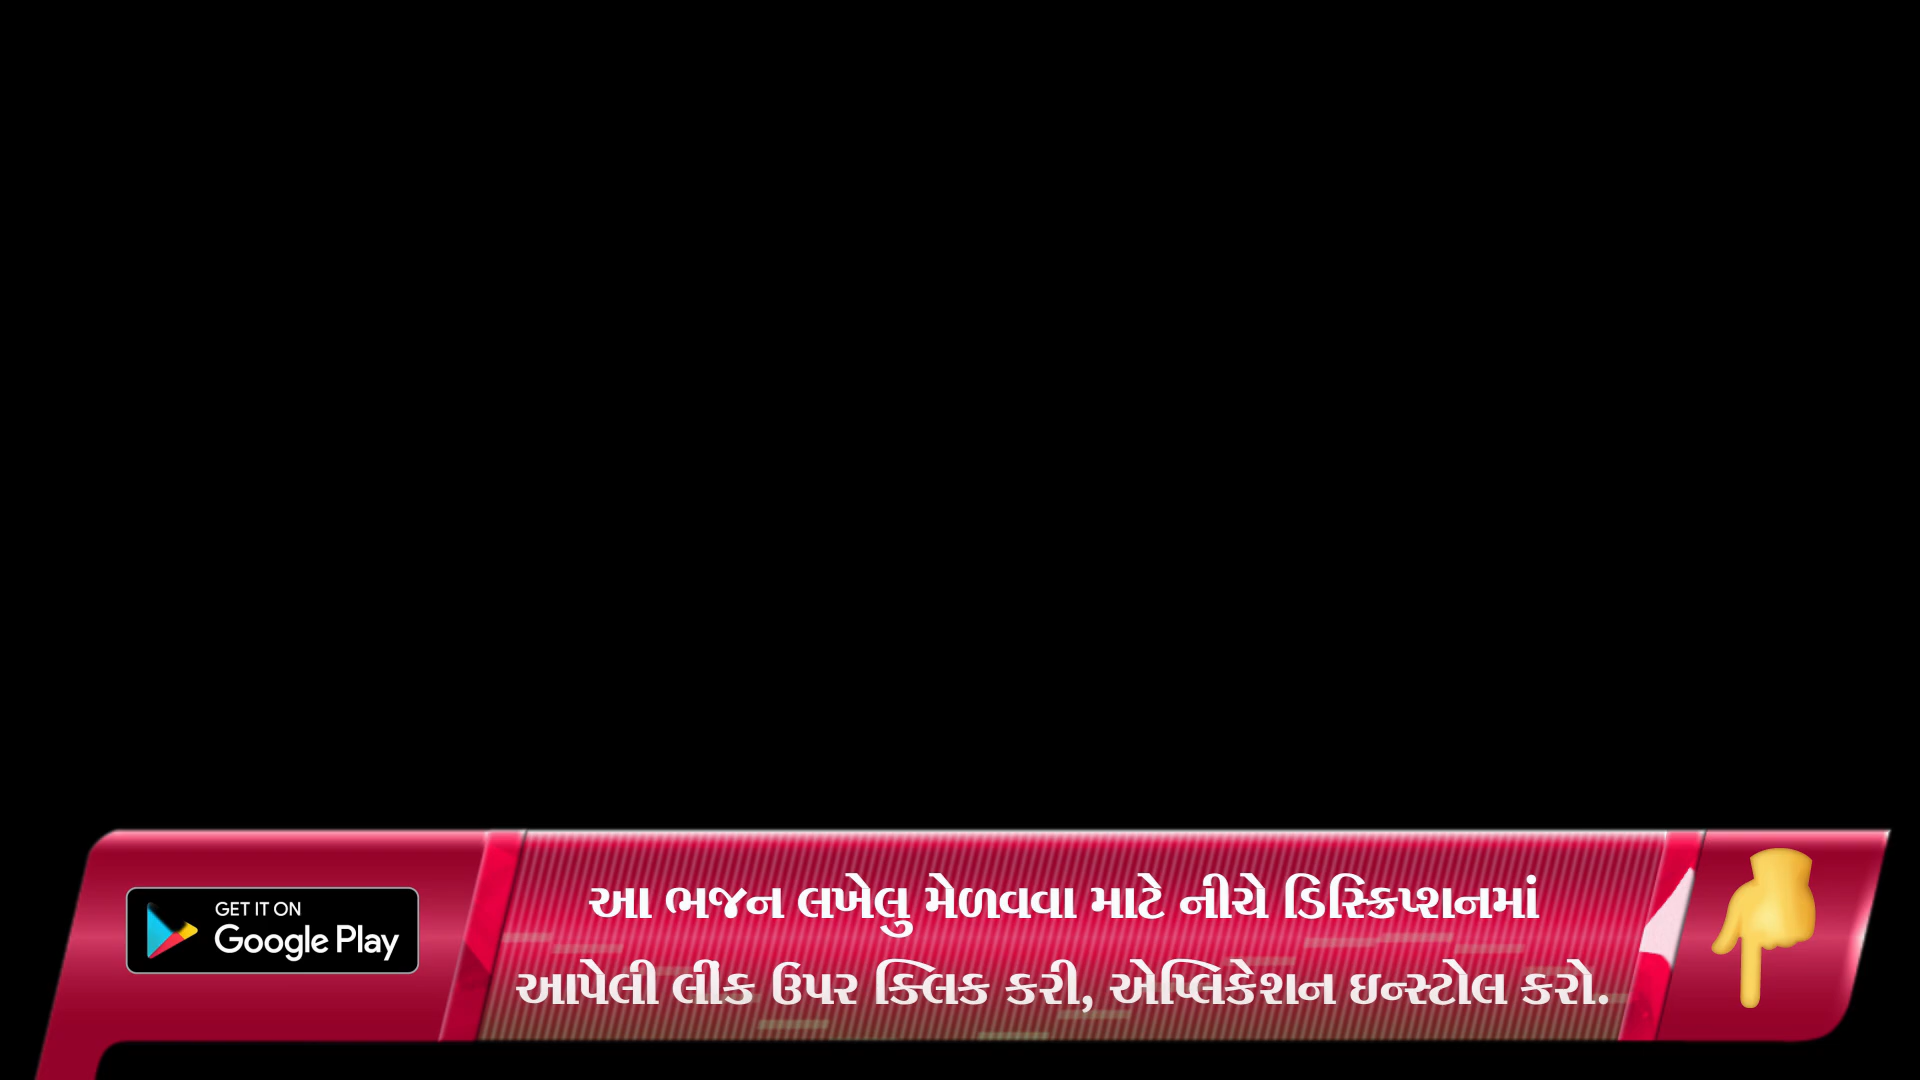 GET IT ON
Google Play
આ ભજન લખેલુ મેળવવા માટે નીચે ડિસ્ક્રિપ્શનમાં
આપેલી લીંક ઉપર ક્લિક કરી, એપ્લિકેશન ઇન્સ્ટોલ કરો.